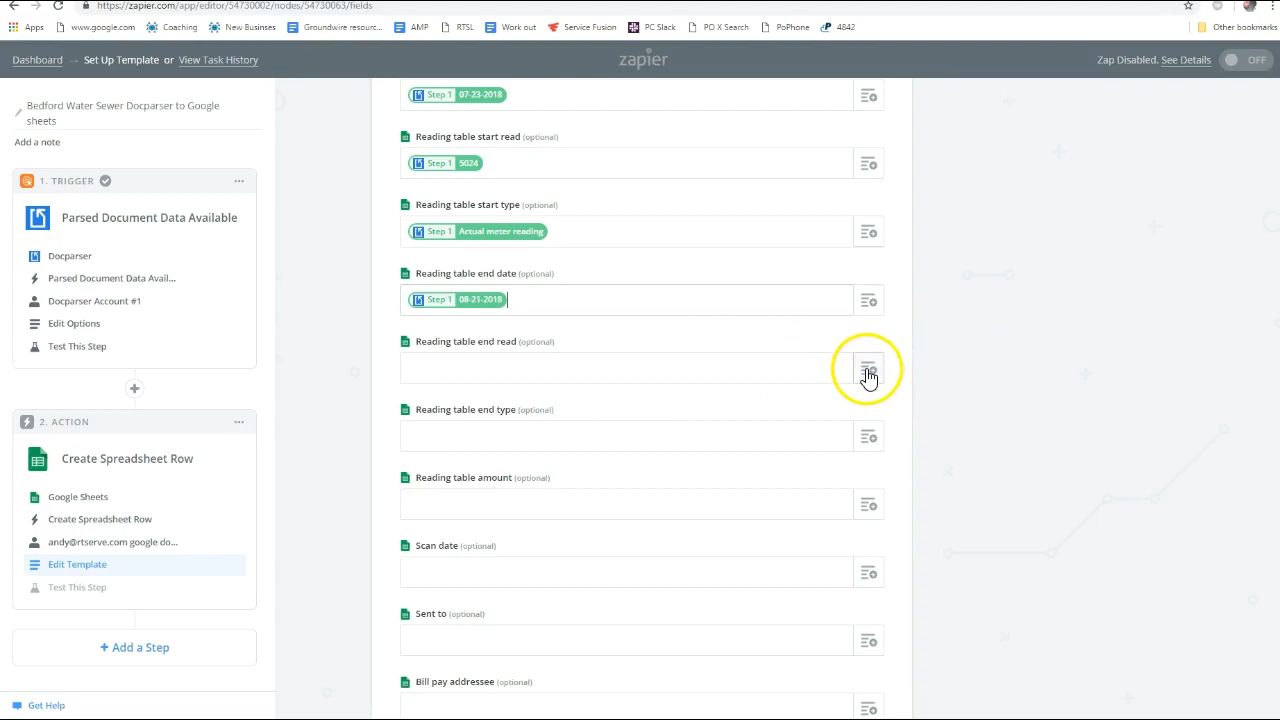 https://zapier.com/app/editor/54730002/nodes/54730063/fields
Apps www.google.com Coaching New Businses Groundwire resourc... AMP RTSL Work out Service Fusion PC Slack PO X Search PoPhone 4842 Other bookmarks
Dashboard → Set Up Template or View Task History zapier Zap Disabled. See Details OFF
Bedford Water Sewer Docparser to Google
sheets
Add a note
1. TRIGGER
Parsed Document Data Available
Docparser
Parsed Document Data Avail...
Docparser Account #1
Edit Options
Test This Step
2. ACTION
Create Spreadsheet Row
Google Sheets
Create Spreadsheet Row
andy@rtserve.com google do...
Edit Template
Test This Step
+ Add a Step
Get Help
Step 1 07-23-2018
Reading table start read (optional)
Step 1 5024
Reading table start type (optional)
Step 1 Actual meter reading
Reading table end date (optional)
Step 1 08-21-2018
Reading table end read (optional)
Reading table end type (optional)
Reading table amount (optional)
Scan date (optional)
Sent to (optional)
Bill pay addressee (optional)